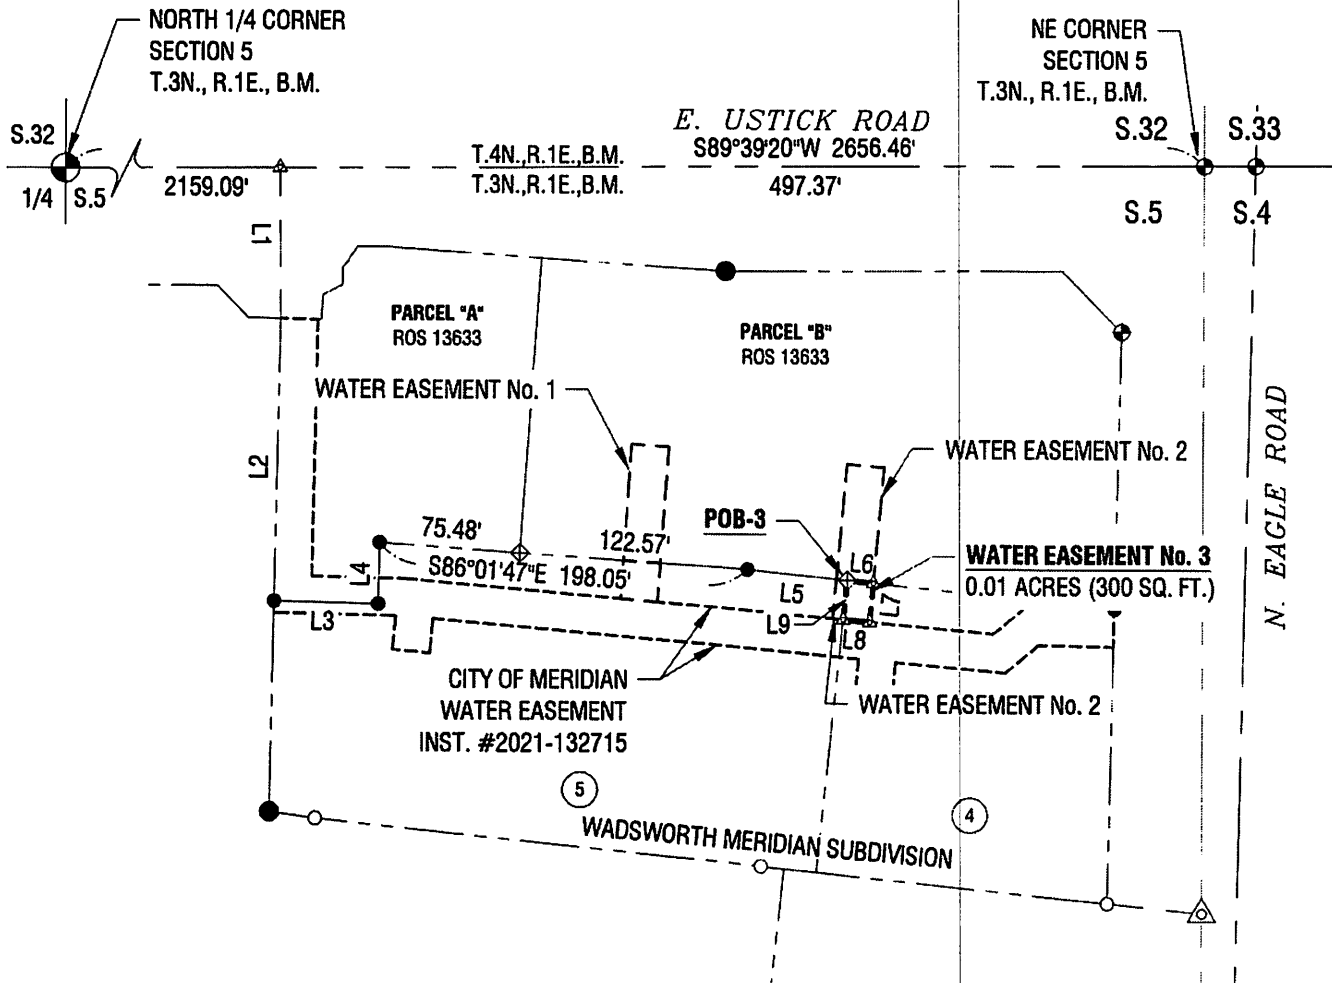 NORTH 1/4 CORNER
SECTION 5
T.3N., R.1E., B.M.
NE CORNER
SECTION 5
T.3N., R.1E., B.M.
S.32
1/4 S.5
E. USTICK ROAD
S89°39'20"W 2656.46'
T.4N.,R.1E.,B.M.
T.3N.,R.1E.,B.M.
2159.09'
497.37'
S.32
S.33
S.5
S.4
L1
PARCEL "A"
ROS 13633
PARCEL "B"
ROS 13633
WATER EASEMENT No. 1
WATER EASEMENT No. 2
L2
N. EAGLE ROAD
POB-3
75.48'
122.57'
S86°01'47"E 198.05'
L4
L6
WATER EASEMENT No. 3
0.01 ACRES (300 SQ. FT.)
L5
L7
L9
L3
L8
CITY OF MERIDIAN
WATER EASEMENT
INST. #2021-132715
WATER EASEMENT No. 2
5
4
WADSWORTH MERIDIAN SUBDIVISION